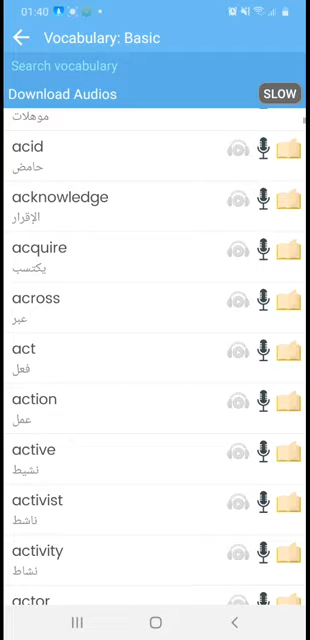 01:40
Vocabulary: Basic
Search vocabulary
Download Audios SLOW
موهلات
acid
حامض
acknowledge
الإقرار
acquire
يكتسب
across
عبر
act
فعل
action
عمل
active
نشيط
activist
ناشط
activity
نشاط
actor